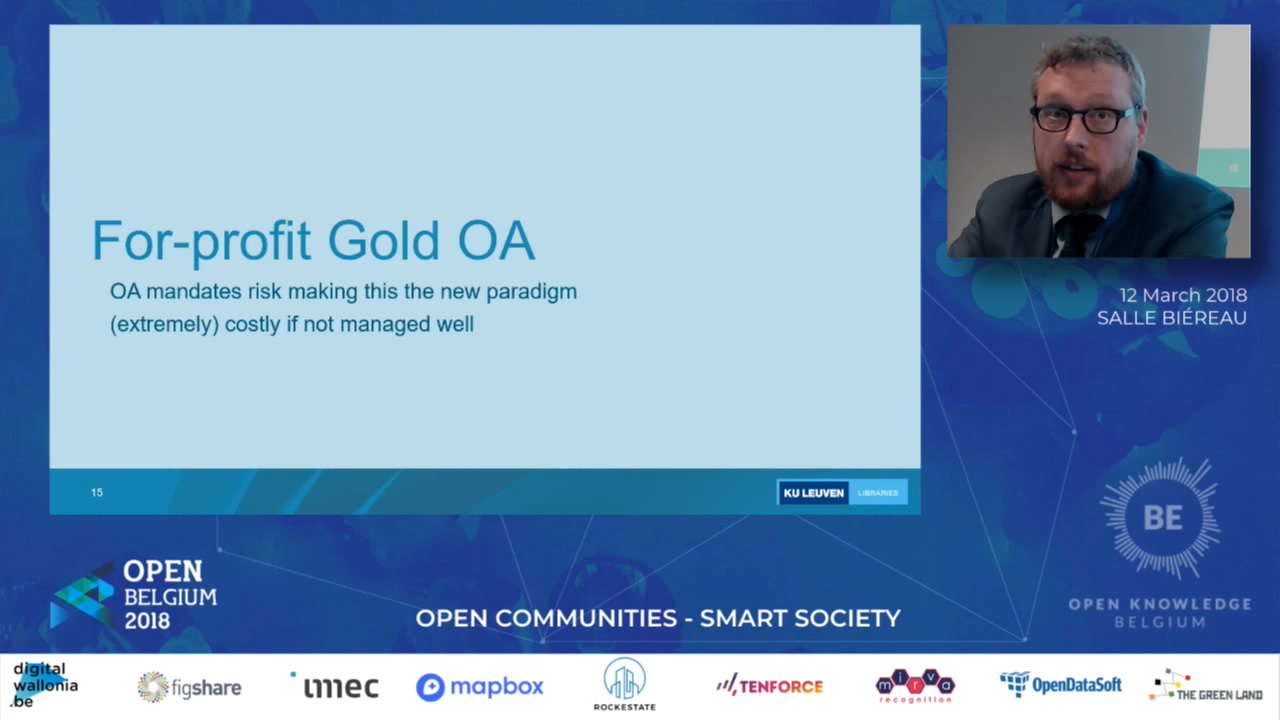 For-profit Gold OA
OA mandates risk making this the new paradigm
(extremely) costly if not managed well
15
KU LEUVEN LIBRARIES
12 March 2018
SALLE BIÉREAU
BE
OPEN KNOWLEDGE
BELGIUM
OPEN
BELGIUM
2018
OPEN COMMUNITIES - SMART SOCIETY
digital
wallonia
.be
figshare
imec
mapbox
ROCKESTATE
TENFORCE
mirva
recognition
OpenDataSoft
THE GREEN LAND